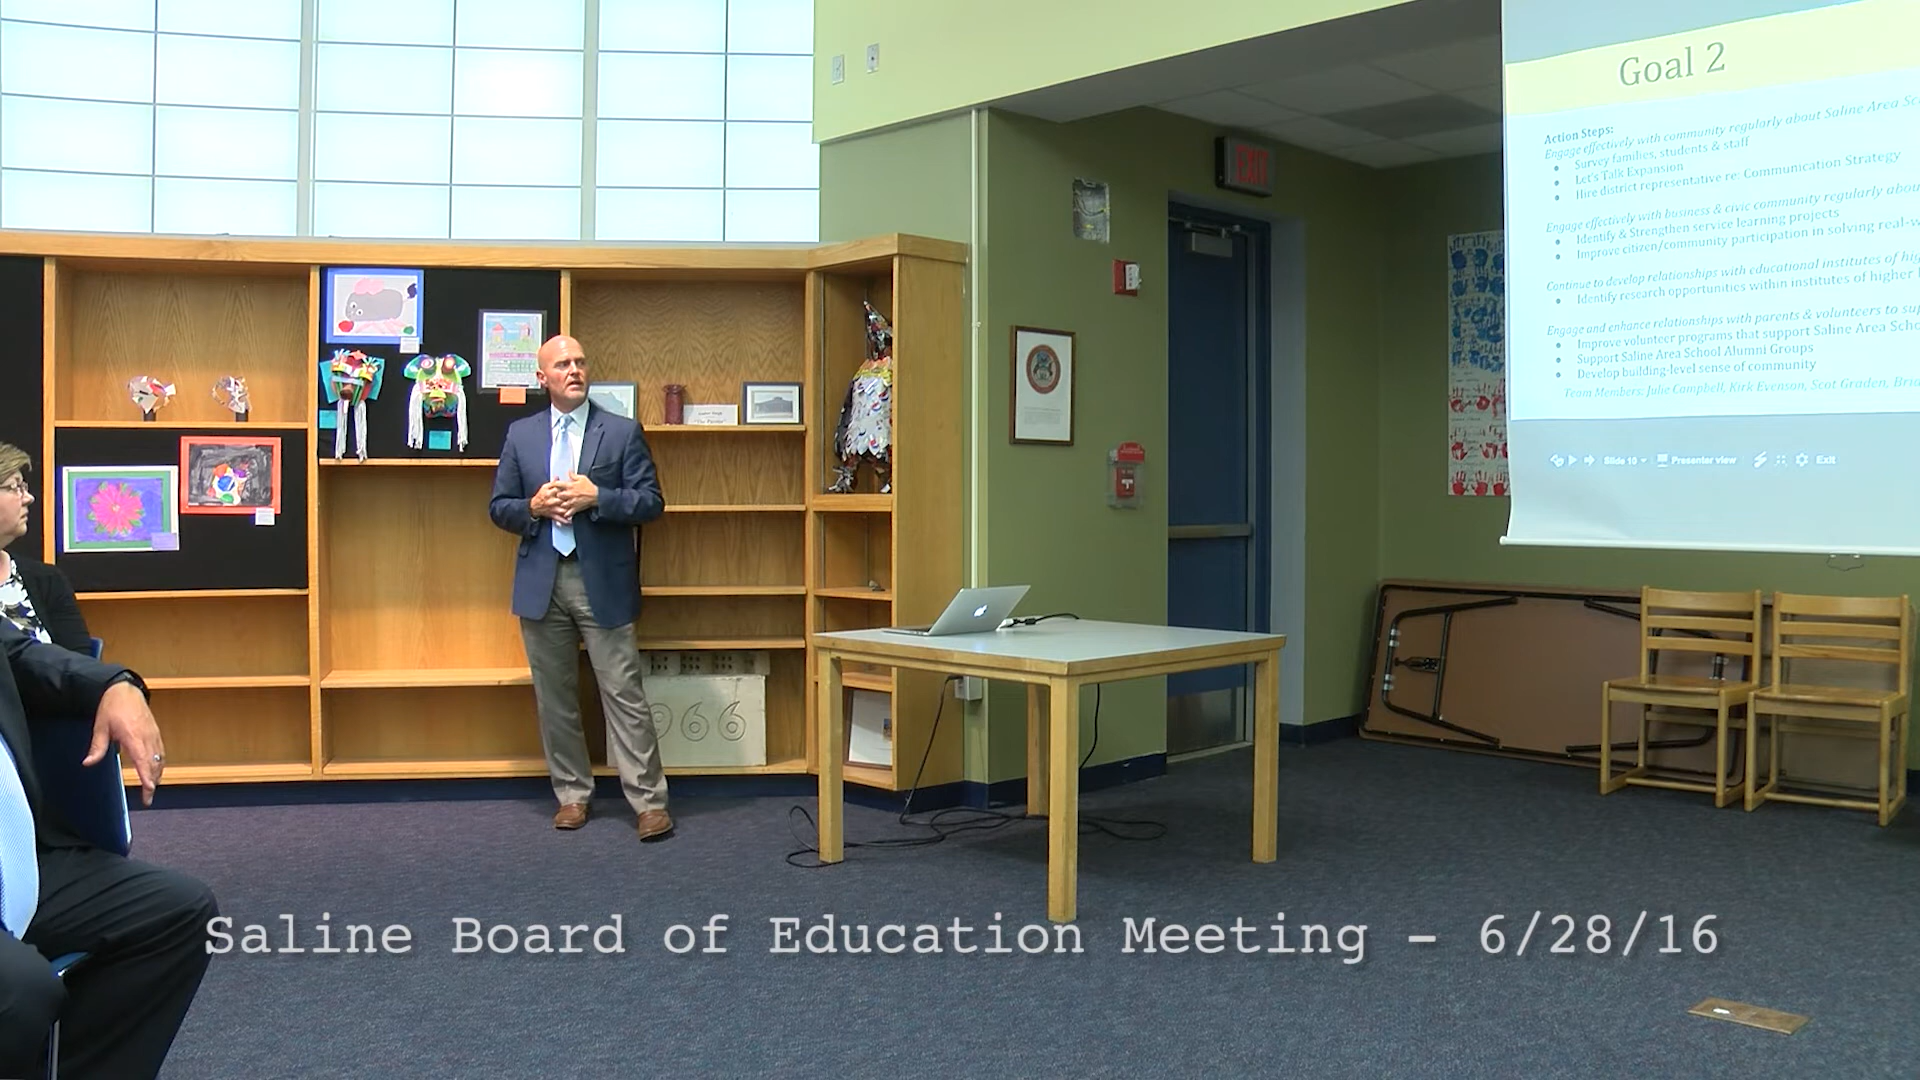 Goal 2
EXIT
Action Steps:
Engage effectively with community regularly about Saline Area Sc
• Survey families, students & staff
• Let's Talk Expansion
• Hire district representative re: Communication Strategy
Engage effectively with business & civic community regularly abou
• Identify & Strengthen service learning projects
• Improve citizen/community participation in solving real-w
Continue to develop relationships with educational institutes of hig
• Identify research opportunities within institutes of higher
Engage and enhance relationships with parents & volunteers to sup
• Improve volunteer programs that support Saline Area Scho
• Support Saline Area School Alumni Groups
• Develop building-level sense of community
Team Members: Julie Campbell, Kirk Evenson, Scot Graden, Bra
Slide 10 Presenter view Exit
966
Saline Board of Education Meeting - 6/28/16